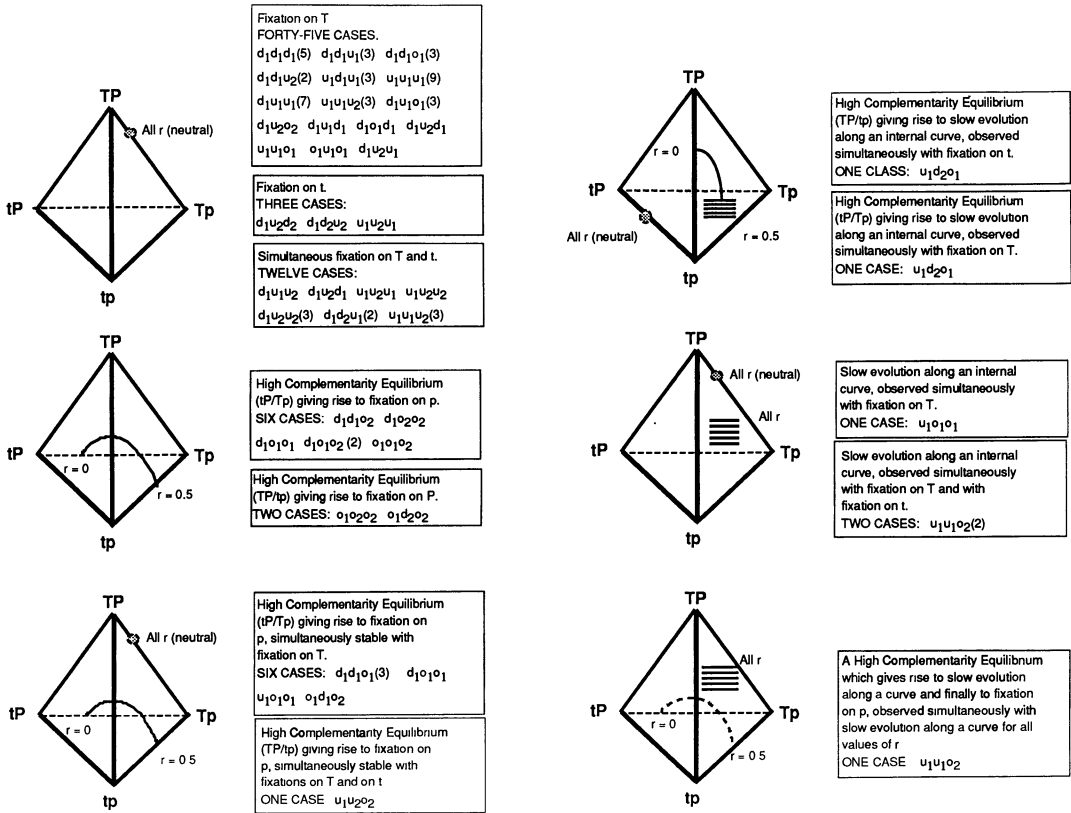 TP
All r (neutral)
tP
Tp
tp
Fixation on T
FORTY-FIVE CASES.
d1d1d1(5) d1d1u1(3) d1d1o1(3)
d1d1u2(2) u1d1u1(3) u1u1u1(9)
d1u1u1(7) u1u1u2(3) d1u1o1(3)
d1u2o2 d1u1d1 d1o1d1 d1u2d1
u1u1o1 o1u1o1 d1u2u1
Fixation on t.
THREE CASES:
d1u2d2 d1d2u2 u1u2u1
Simultaneous fixation on T and t.
TWELVE CASES:
d1u1u2 d1u2d1 u1u2u1 u1u2u2
d1u2u2(3) d1d2u1(2) u1u1u2(3)
TP
tP
Tp
r = 0
r = 0.5
tp
High Complementarity Equilibrium
(tP/Tp) giving rise to fixation on p.
SIX CASES: d1d1o2 d1o2o2
d1o1o1 d1o1o2 (2) o1o1o2
High Complementarity Equilibrium
(TP/tp) giving rise to fixation on P.
TWO CASES: o1o2o2 o1d2o2
TP
All r (neutral)
tP
Tp
r = 0
r = 0 5
tp
High Complementarity Equilibrium
(tP/Tp) giving rise to fixation on
p, simultaneously stable with
fixation on T.
SIX CASES: d1d1o1(3) d1o1o1
u1o1o1 o1d1o2
High Complementarity Equilibrium
(TP/tp) giving rise to fixation on
p, simultaneously stable with
fixations on T and on t
ONE CASE u1u2o2
TP
r = 0
tP
Tp
All r (neutral)
r = 0.5
tp
High Complementarity Equilibrium
(TP/tp) giving rise to slow evolution
along an internal curve, observed
simultaneously with fixation on t.
ONE CLASS: u1d2o1
High Complementarity Equilibrium
(tP/Tp) giving rise to slow evolution
along an internal curve, observed
simultaneously with fixation on T.
ONE CASE: u1d2o1
TP
All r (neutral)
All r
tP
Tp
tp
Slow evolution along an internal
curve, observed simultaneously
with fixation on T.
ONE CASE: u1o1o1
Slow evolution along an internal
curve, observed simultaneously
with fixation on T and with
fixation on t.
TWO CASES: u1u1o2(2)
TP
All r
tP
Tp
r = 0
r = 0 5
tp
A High Complementarity Equilibrium
which gives rise to slow evolution
along a curve and finally to fixation
on p, observed simultaneously with
slow evolution along a curve for all
values of r
ONE CASE u1u1o2